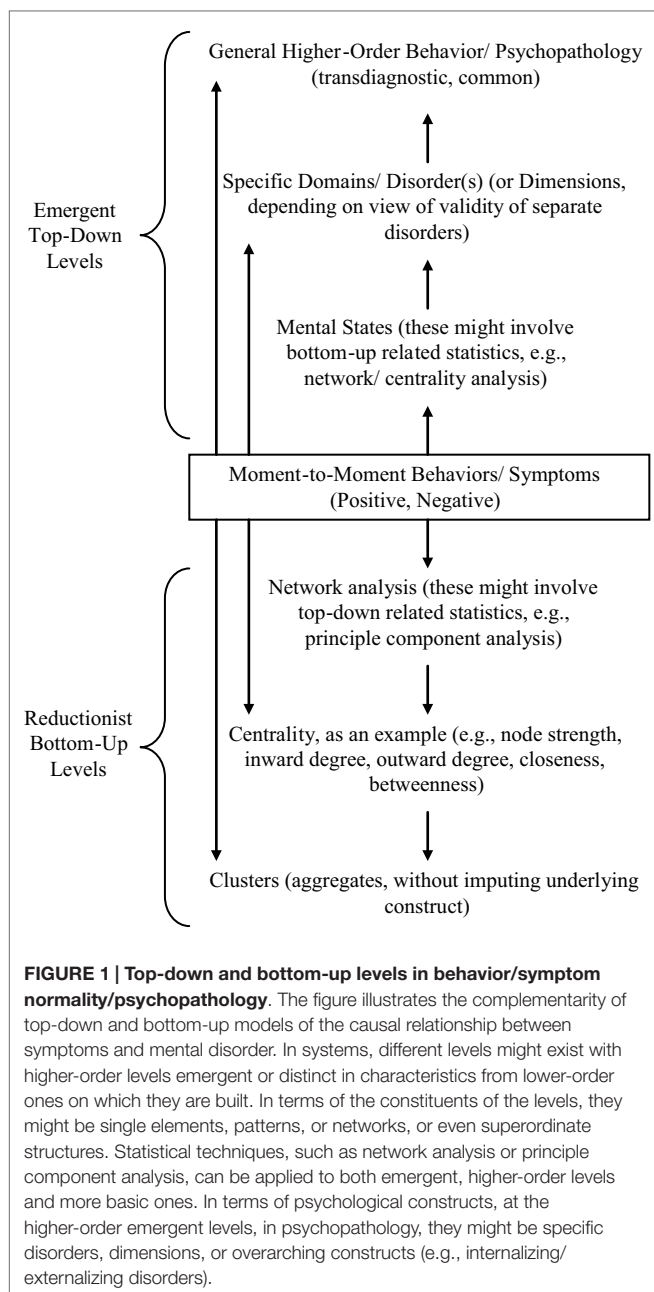 General Higher-Order Behavior/ Psychopathology
(transdiagnostic, common)
Specific Domains/ Disorder(s) (or Dimensions,
depending on view of validity of separate
disorders)
Emergent
Top-Down
Levels
Mental States (these might involve
bottom-up related statistics, e.g.,
network/ centrality analysis)
Moment-to-Moment Behaviors/ Symptoms
(Positive, Negative)
Network analysis (these might involve
top-down related statistics, e.g.,
principle component analysis)
Reductionist
Bottom-Up
Levels
Centrality, as an example (e.g., node strength,
inward degree, outward degree, closeness,
betweenness)
Clusters (aggregates, without imputing underlying
construct)
FIGURE 1 | Top-down and bottom-up levels in behavior/symptom
normality/psychopathology. The figure illustrates the complementarity of
top-down and bottom-up models of the causal relationship between
symptoms and mental disorder. In systems, different levels might exist with
higher-order levels emergent or distinct in characteristics from lower-order
ones on which they are built. In terms of the constituents of the levels, they
might be single elements, patterns, or networks, or even superordinate
structures. Statistical techniques, such as network analysis or principle
component analysis, can be applied to both emergent, higher-order levels
and more basic ones. In terms of psychological constructs, at the
higher-order emergent levels, in psychopathology, they might be specific
disorders, dimensions, or overarching constructs (e.g., internalizing/
externalizing disorders).